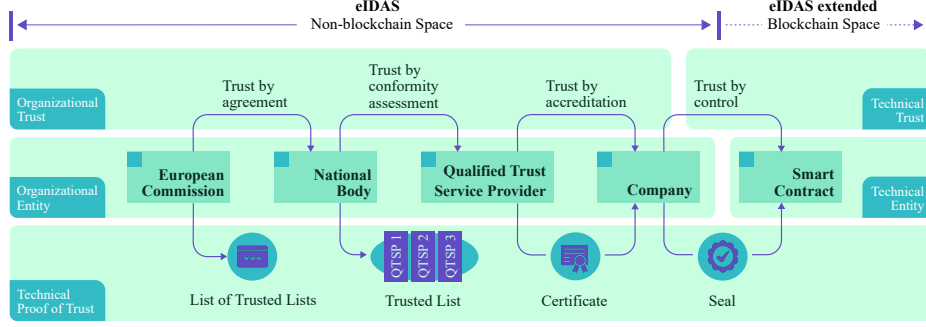 eIDAS
Non-blockchain Space
eIDAS extended
Blockchain Space
Organizational
Trust
Trust by
agreement
Trust by
conformity
assessment
Trust by
accreditation
Trust by
control
Technical
Trust
Organizational
Entity
European
Commission
National
Body
Qualified Trust
Service Provider
Company
Smart
Contract
Technical
Entity
Technical
Proof of Trust
www
List of Trusted Lists
QTSP 1
QTSP 2
QTSP 3
Trusted List
Certificate
Seal